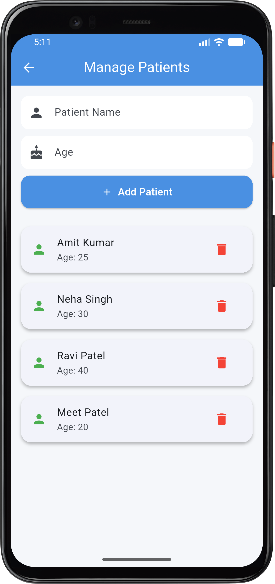 5:11
Manage Patients
Patient Name
Age
+ Add Patient
Amit Kumar
Age: 25
Neha Singh
Age: 30
Ravi Patel
Age: 40
Meet Patel
Age: 20